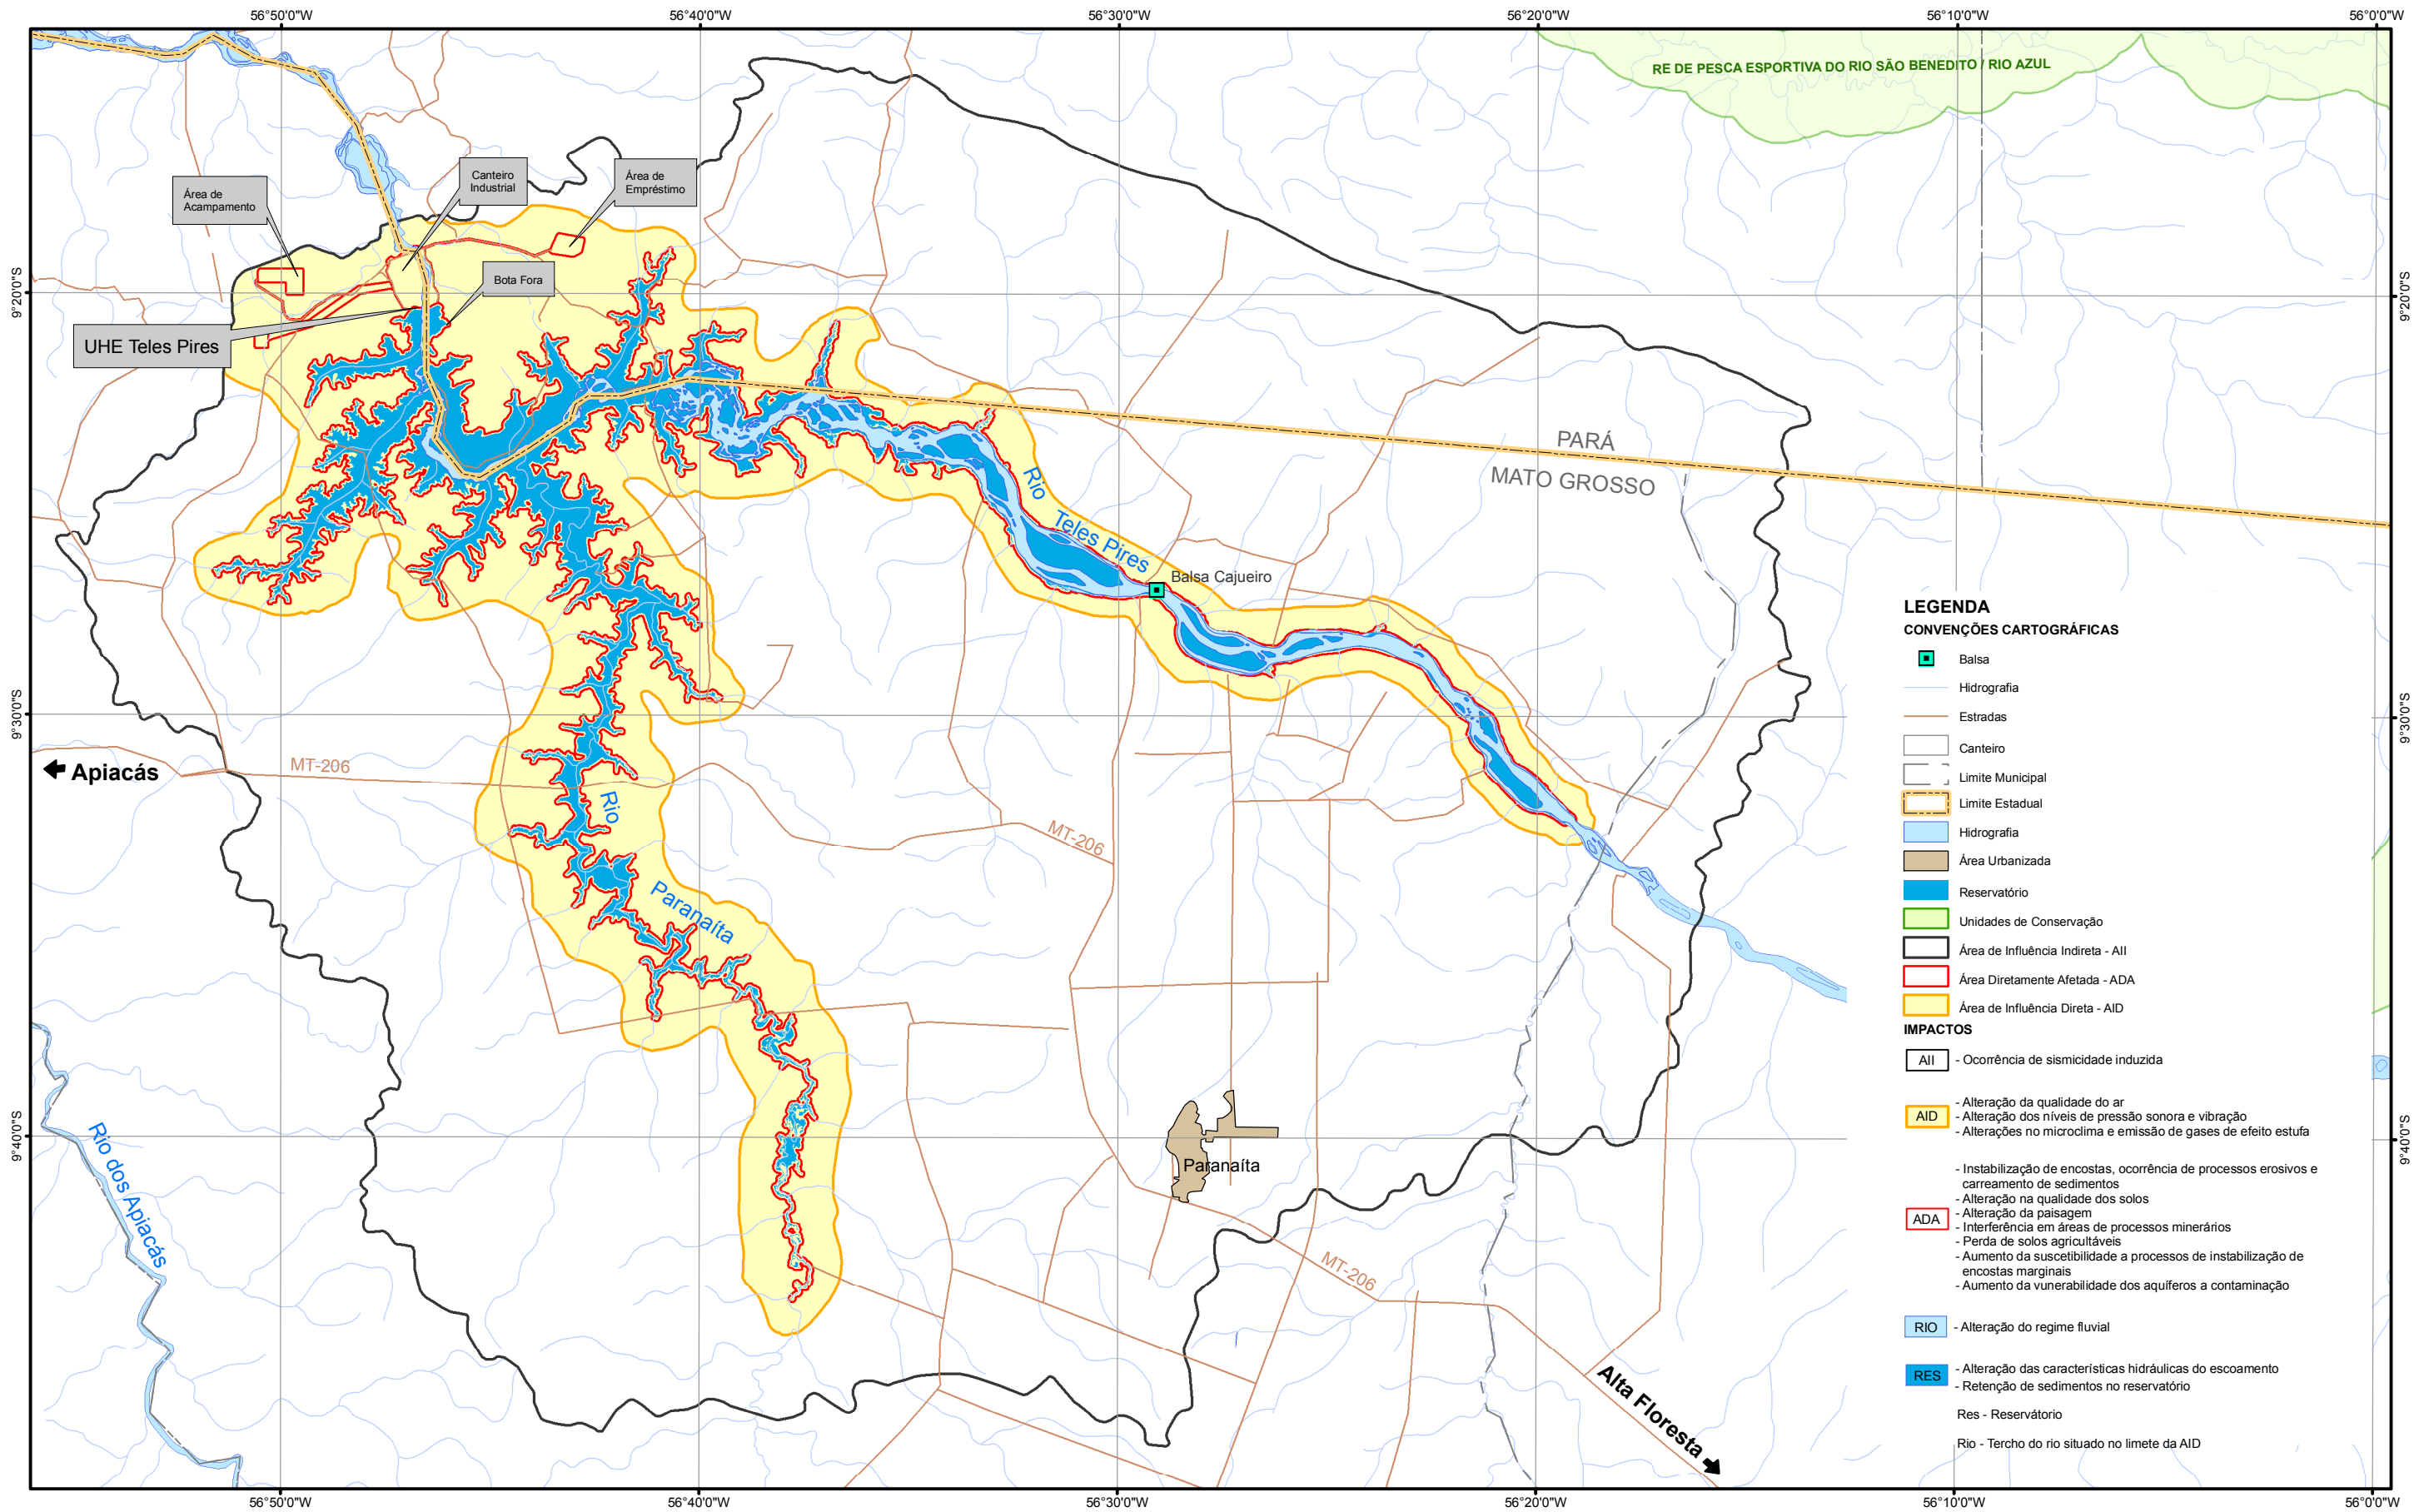 56°50'0"W
56°40'0"W
56°30'0"W
56°20'0"W
56°10'0"W
56°0'0"W
RE DE PESCA ESPORTIVA DO RIO SÃO BENEDITO / RIO AZUL
Área de
Acampamento
Canteiro
Industrial
Área de
Empréstimo
Bota Fora
UHE Teles Pires
9°20'0"S
9°20'0"S
PARÁ
MATO GROSSO
Rio
Teles Pires
Balsa Cajueiro
9°30'0"S
9°30'0"S
Apiacás
MT-206
Rio
MT-206
Paranaíta
Rio dos Apiacás
9°40'0"S
9°40'0"S
Paranaíta
MT-206
Alta Floresta
LEGENDA
CONVENÇÕES CARTOGRÁFICAS
Balsa
Hidrografia
Estradas
Canteiro
Limite Municipal
Limite Estadual
Hidrografia
Área Urbanizada
Reservatório
Unidades de Conservação
Área de Influência Indireta - AII
Área Diretamente Afetada - ADA
Área de Influência Direta - AID
IMPACTOS
AII - Ocorrência de sismicidade induzida
- Alteração da qualidade do ar
AID - Alteração dos níveis de pressão sonora e vibração
- Alterações no microclima e emissão de gases de efeito estufa
- Instabilização de encostas, ocorrência de processos erosivos e
carreamento de sedimentos
- Alteração na qualidade dos solos
ADA - Alteração da paisagem
- Interferência em áreas de processos minerários
- Perda de solos agricultáveis
- Aumento da suscetibilidade a processos de instabilização de
encostas marginais
- Aumento da vunerabilidade dos aquíferos a contaminação
RIO - Alteração do regime fluvial
RES - Alteração das características hidráulicas do escoamento
- Retenção de sedimentos no reservatório
Res - Reservátorio
Rio - Tercho do rio situado no limete da AID
56°50'0"W
56°40'0"W
56°30'0"W
56°20'0"W
56°10'0"W
56°0'0"W